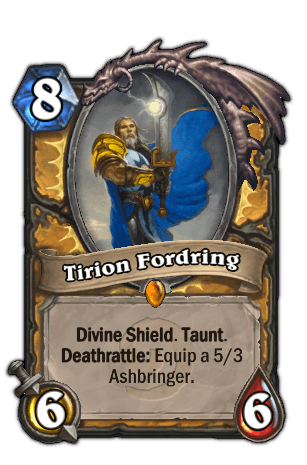 8
Tirion Fordring
Divine Shield. Taunt.
Deathrattle: Equip a 5/3
Ashbringer.
6
6